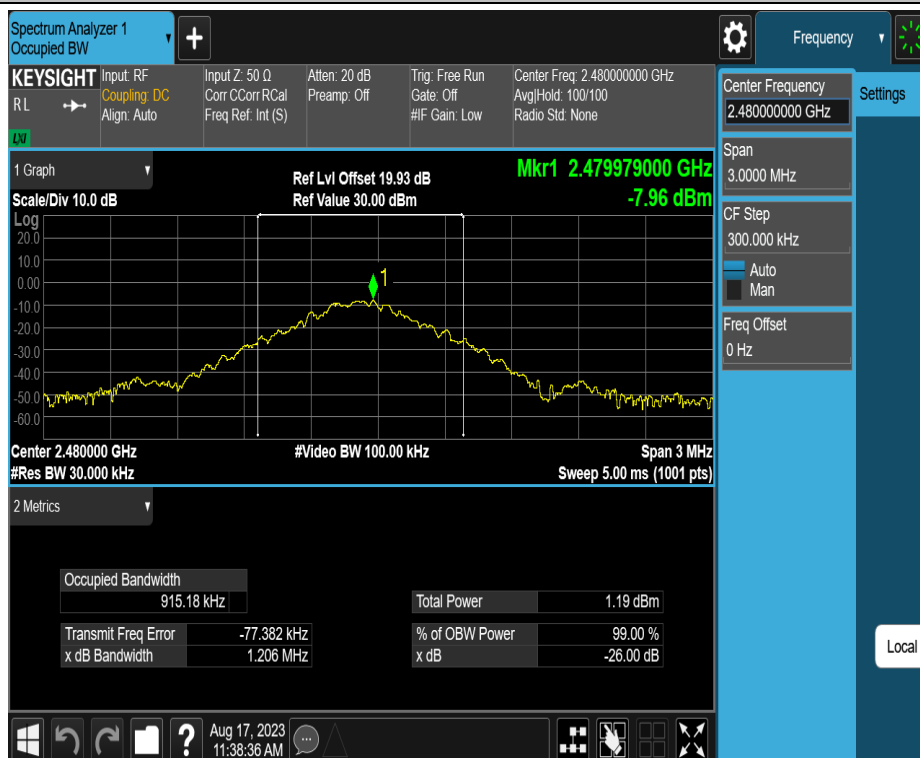 Spectrum Analyzer 1
Occupied BW
+
Frequency
KEYSIGHT
RL
LXI
Input: RF
Coupling: DC
Align: Auto
Input Z: 50 Ω
Corr CCorr RCal
Freq Ref: Int (S)
Atten: 20 dB
Preamp: Off
Trig: Free Run
Gate: Off
#IF Gain: Low
Center Freq: 2.480000000 GHz
Avg|Hold: 100/100
Radio Std: None
Center Frequency
2.480000000 GHz
Settings
Span
3.0000 MHz
CF Step
300.000 kHz
Auto
Man
Freq Offset
0 Hz
1 Graph
Scale/Div 10.0 dB
Ref Lvl Offset 19.93 dB
Ref Value 30.00 dBm
Mkr1 2.479979000 GHz
-7.96 dBm
Log
20.0
10.0
0.00
-10.0
-20.0
-30.0
-40.0
-50.0
-60.0
1
Center 2.480000 GHz
#Video BW 100.00 kHz
Span 3 MHz
#Res BW 30.000 kHz
Sweep 5.00 ms (1001 pts)
2 Metrics
Occupied Bandwidth
915.18 kHz
Total Power 1.19 dBm
Transmit Freq Error -77.382 kHz
% of OBW Power 99.00 %
x dB Bandwidth 1.206 MHz
x dB -26.00 dB
Local
?
Aug 17, 2023
11:38:36 AM